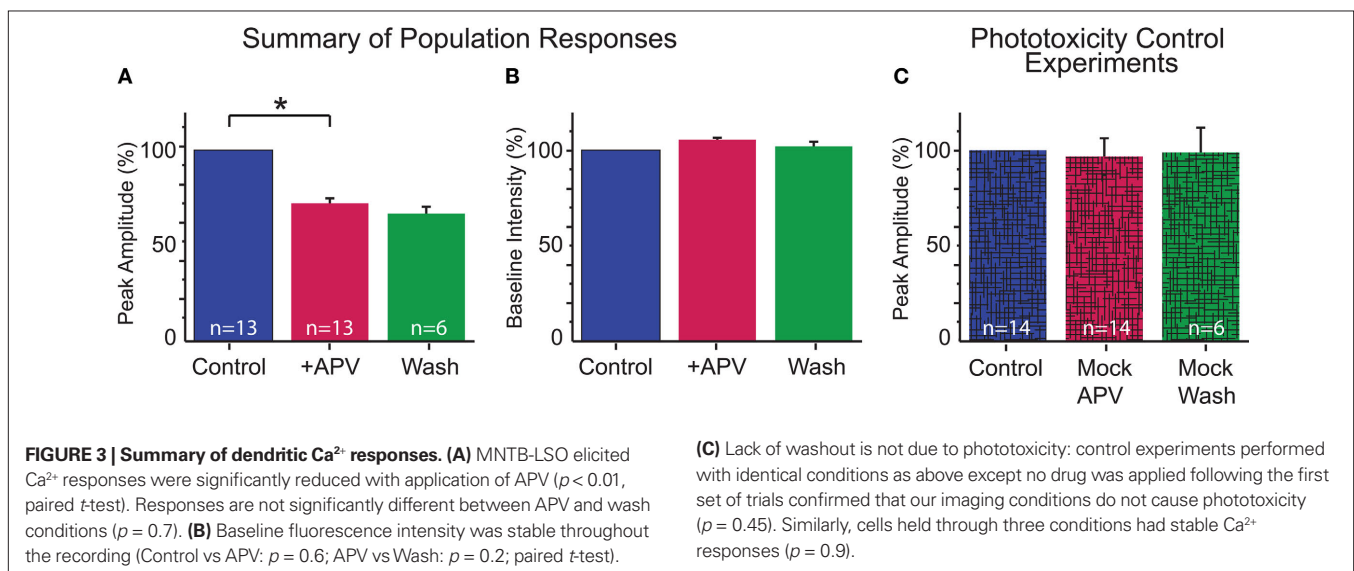 Summary of Population Responses
Phototoxicity Control
Experiments
A
Peak Amplitude (%)
100
50
0
*
n=13
n=13
n=6
Control
+APV
Wash
B
Baseline Intensity (%)
100
50
0
Control
+APV
Wash
C
Peak Amplitude (%)
100
50
0
n=14
n=14
n=6
Control
Mock
APV
Mock
Wash
FIGURE 3 | Summary of dendritic Ca²⁺ responses. (A) MNTB-LSO elicited
Ca²⁺ responses were significantly reduced with application of APV (p < 0.01,
paired t-test). Responses are not significantly different between APV and wash
conditions (p = 0.7). (B) Baseline fluorescence intensity was stable throughout
the recording (Control vs APV: p = 0.6; APV vs Wash: p = 0.2; paired t-test).
(C) Lack of washout is not due to phototoxicity: control experiments performed
with identical conditions as above except no drug was applied following the first
set of trials confirmed that our imaging conditions do not cause phototoxicity
(p = 0.45). Similarly, cells held through three conditions had stable Ca²⁺
responses (p = 0.9).